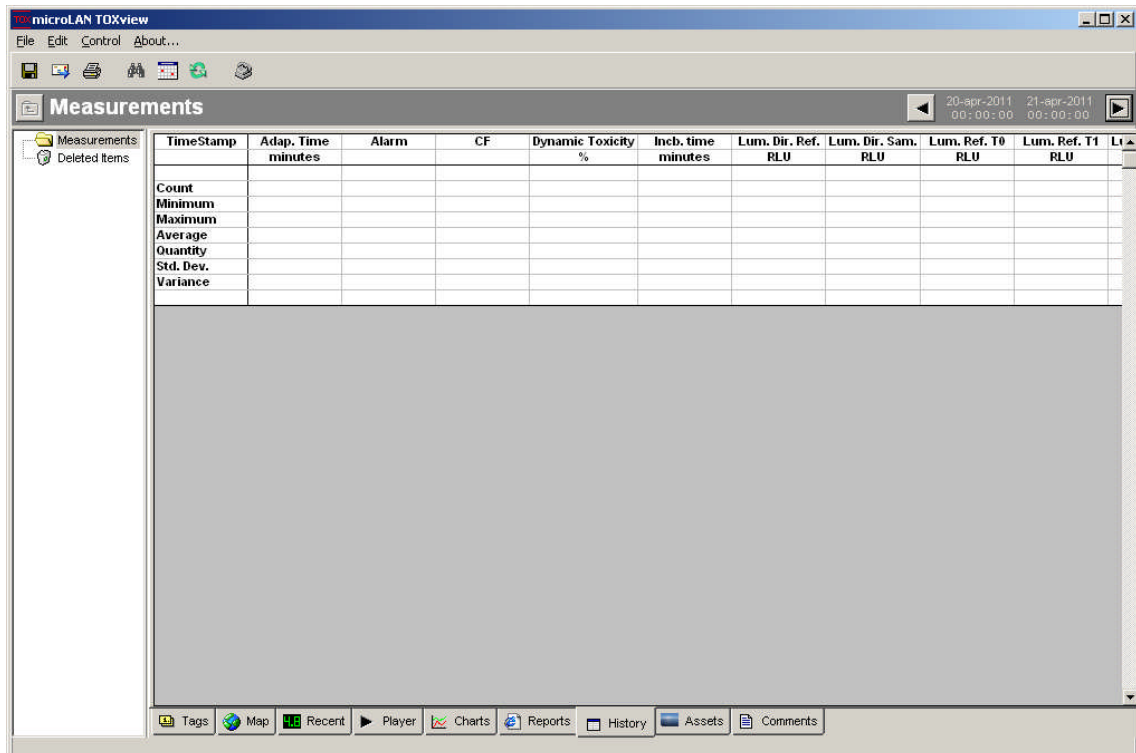 TOX microLAN TOXview
File Edit Control About...
Measurements 20-apr-2011 21-apr-2011
00:00:00 00:00:00
Measurements
Deleted Items
TimeStamp Adap. Time Alarm CF Dynamic Toxicity Incb. time Lum. Dir. Ref. Lum. Dir. Sam. Lum. Ref. T0 Lum. Ref. T1
minutes % minutes RLU RLU RLU RLU
Count
Minimum
Maximum
Average
Quantity
Std. Dev.
Variance
Tags Map 4.8 Recent Player Charts Reports History Assets Comments